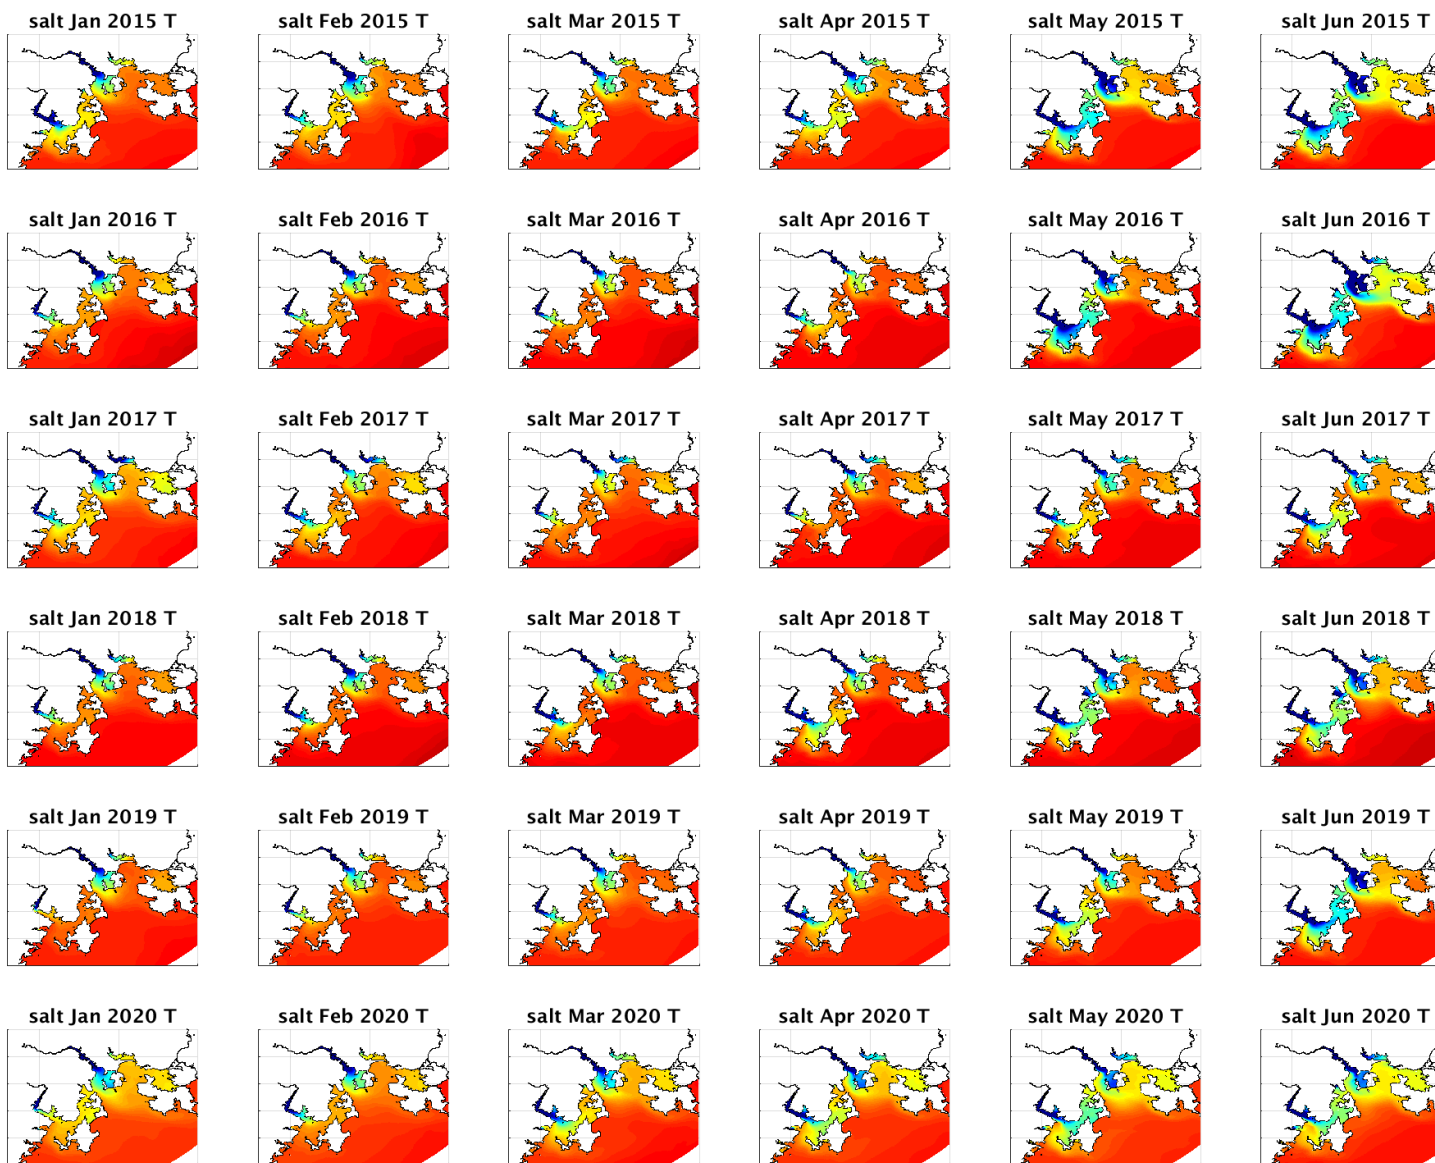 salt Jan 2015 T salt Feb 2015 T salt Mar 2015 T salt Apr 2015 T salt May 2015 T salt Jun 2015 T
salt Jan 2016 T salt Feb 2016 T salt Mar 2016 T salt Apr 2016 T salt May 2016 T salt Jun 2016 T
salt Jan 2017 T salt Feb 2017 T salt Mar 2017 T salt Apr 2017 T salt May 2017 T salt Jun 2017 T
salt Jan 2018 T salt Feb 2018 T salt Mar 2018 T salt Apr 2018 T salt May 2018 T salt Jun 2018 T
salt Jan 2019 T salt Feb 2019 T salt Mar 2019 T salt Apr 2019 T salt May 2019 T salt Jun 2019 T
salt Jan 2020 T salt Feb 2020 T salt Mar 2020 T salt Apr 2020 T salt May 2020 T salt Jun 2020 T